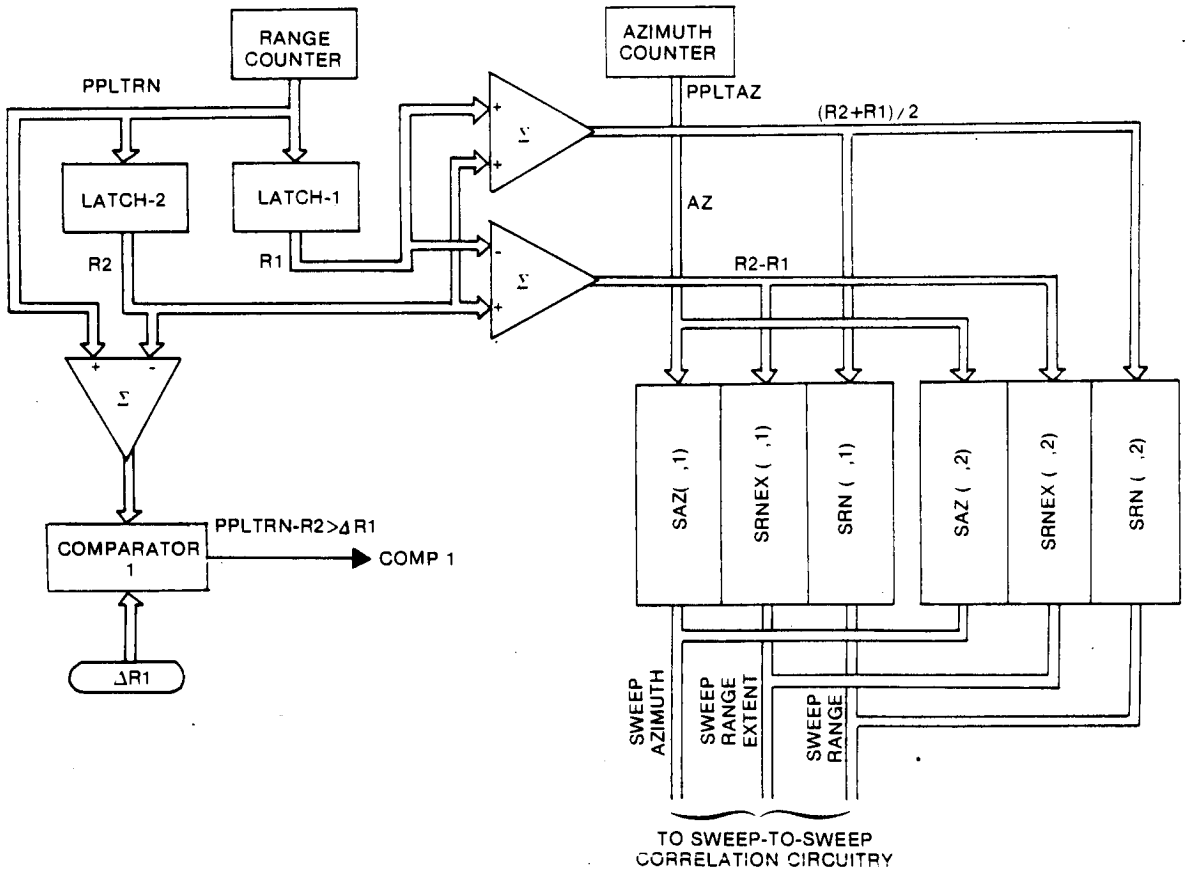 RANGE
COUNTER
AZIMUTH
COUNTER
PPLTRN
PPLTAZ
(R2+R1)/2
+
Σ
+
LATCH-2
LATCH-1
AZ
R2
R1
-
Σ
+
R2-R1
+ -
Σ
SAZ( ,1)
SRNEX ( ,1)
SRN ( ,1)
SAZ ( ,2)
SRNEX ( ,2)
SRN ( ,2)
PPLTRN-R2>ΔR1
COMPARATOR
1
COMP 1
ΔR1
SWEEP
AZIMUTH
SWEEP
RANGE
EXTENT
SWEEP
RANGE
TO SWEEP-TO-SWEEP
CORRELATION CIRCUITRY